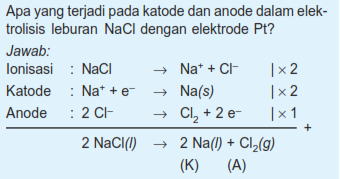 Apa yang terjadi pada katode dan anode dalam elek-
trolisis leburan NaCl dengan elektrode Pt?
Jawab:
Ionisasi : NaCl → Na⁺ + Cl⁻ | × 2
Katode : Na⁺ + e⁻ → Na(s) | × 2
Anode : 2 Cl⁻ → Cl₂ + 2 e⁻ | × 1
+
2 NaCl(l) → 2 Na(l) + Cl₂(g)
(K) (A)